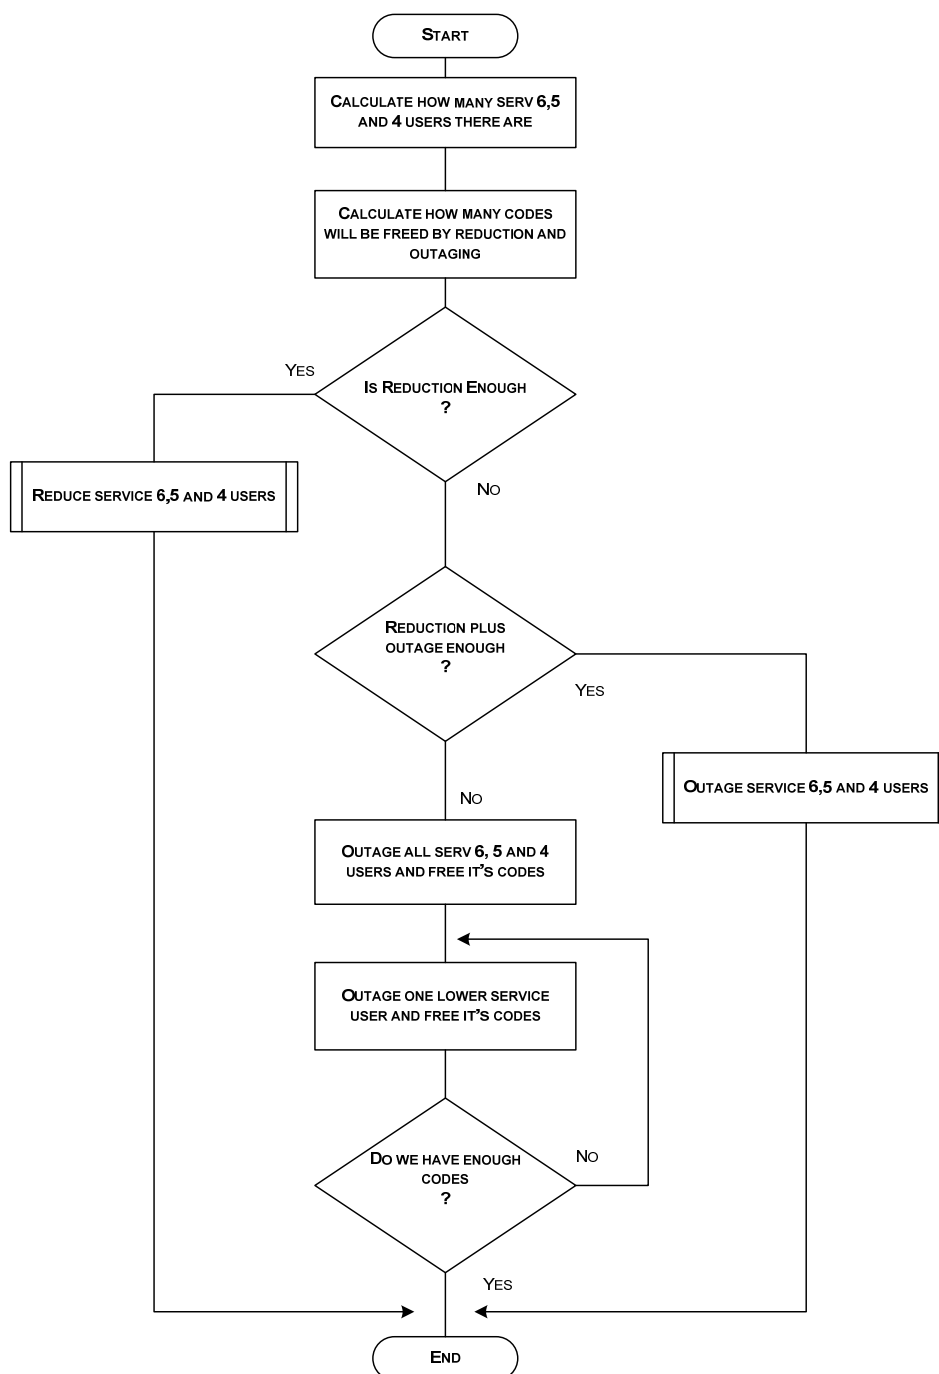 START
CALCULATE HOW MANY SERV 6,5
AND 4 USERS THERE ARE
CALCULATE HOW MANY CODES
WILL BE FREED BY REDUCTION AND
OUTAGING
YES
IS REDUCTION ENOUGH
?
REDUCE SERVICE 6,5 AND 4 USERS
NO
REDUCTION PLUS
OUTAGE ENOUGH
?
YES
OUTAGE SERVICE 6,5 AND 4 USERS
NO
OUTAGE ALL SERV 6, 5 AND 4
USERS AND FREE IT'S CODES
OUTAGE ONE LOWER SERVICE
USER AND FREE IT'S CODES
DO WE HAVE ENOUGH
CODES
?
NO
YES
END